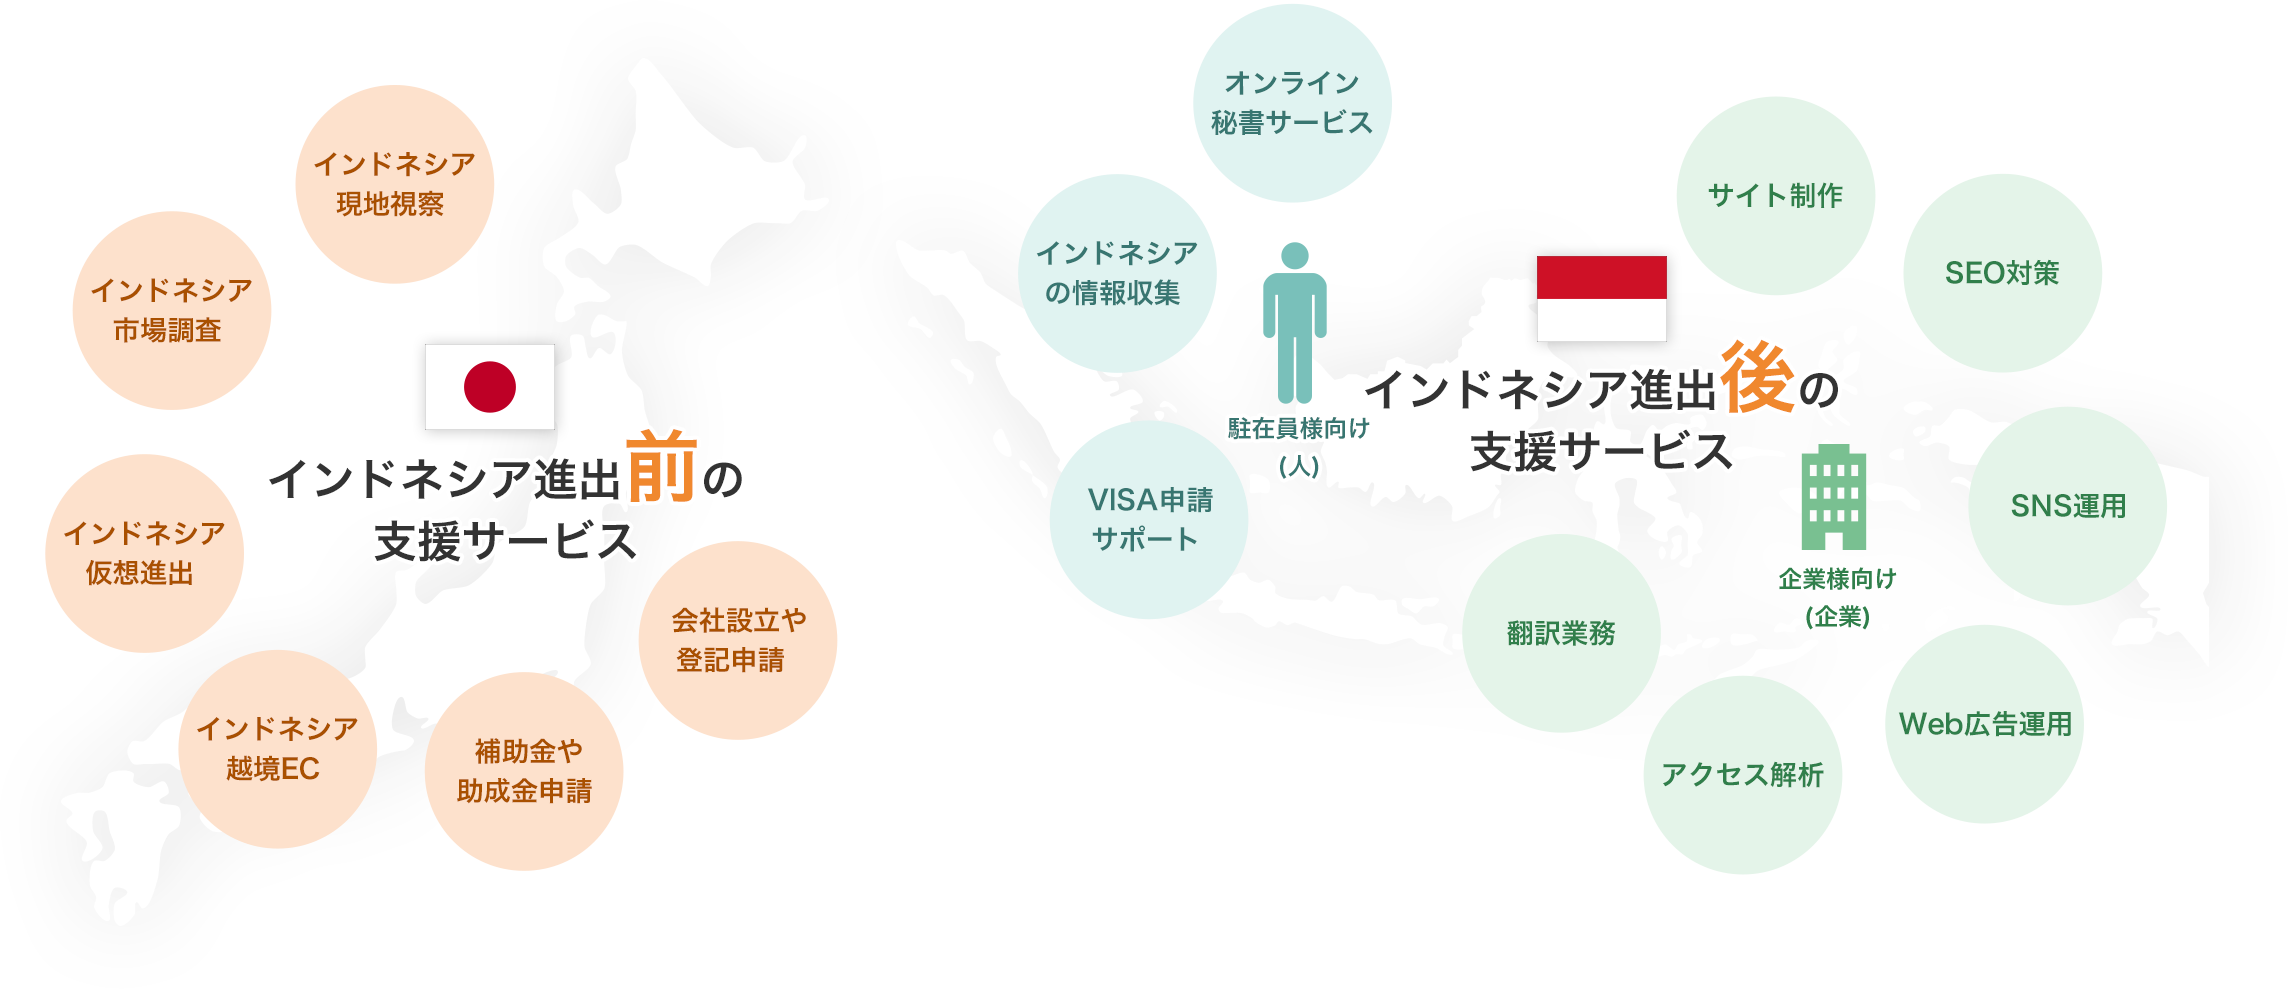 インドネシア
現地視察
インドネシア
市場調査
インドネシア進出前の
支援サービス
インドネシア
仮想進出
会社設立や
登記申請
インドネシア
越境EC
補助金や
助成金申請
オンライン
秘書サービス
インドネシア
の情報収集
駐在員様向け
(人)
VISA申請
サポート
インドネシア進出後の
支援サービス
サイト制作
SEO対策
SNS運用
企業様向け
(企業)
翻訳業務
Web広告運用
アクセス解析